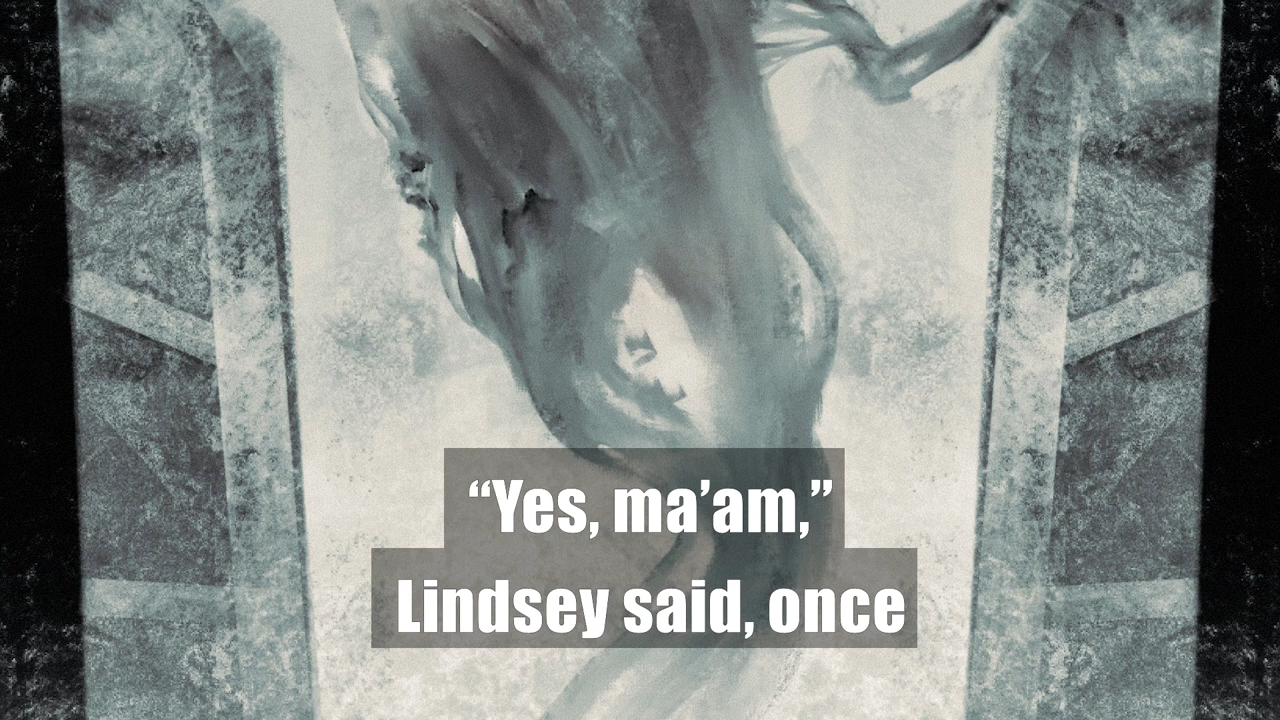 “Yes, ma’am,”
Lindsey said, once